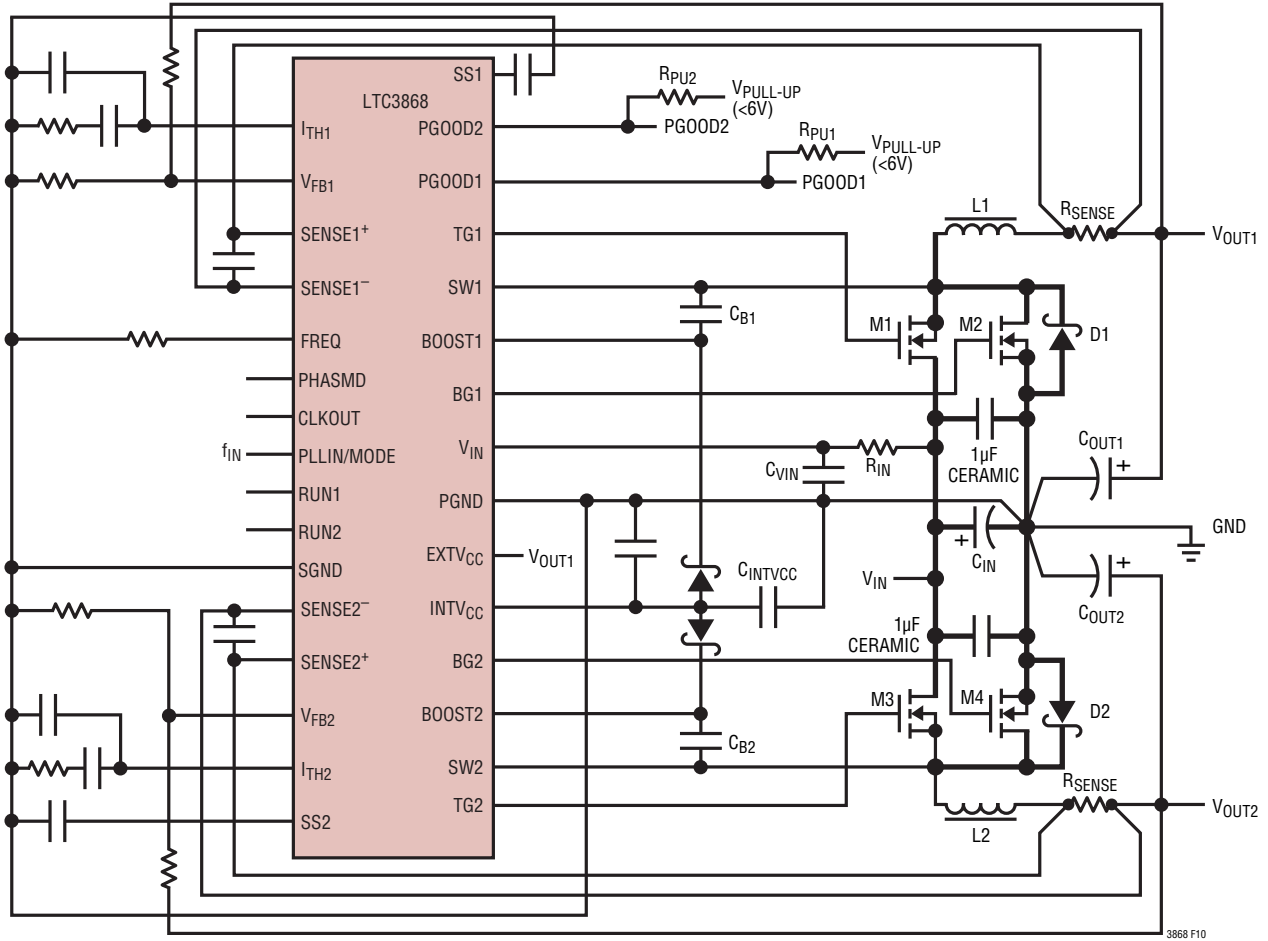 SS1
LTC3868
RPU2
VPULL-UP
(<6V)
ITH1
PGOOD2
PGOOD2
RPU1
VPULL-UP
(<6V)
VFB1
PGOOD1
PGOOD1
L1
RSENSE
SENSE1+
TG1
VOUT1
SENSE1–
SW1
CB1
M1
M2
D1
FREQ
BOOST1
PHASMD
BG1
CLKOUT
fIN
PLLIN/MODE
VIN
CVIN
RIN
1µF
CERAMIC
COUT1
+
RUN1
PGND
RUN2
GND
EXTVCC
VOUT1
+
CIN
+
SGND
CINTVCC
VIN
SENSE2–
INTVCC
COUT2
1µF
CERAMIC
SENSE2+
BG2
M3
M4
D2
VFB2
BOOST2
CB2
ITH2
SW2
RSENSE
TG2
VOUT2
SS2
L2
3868 F10